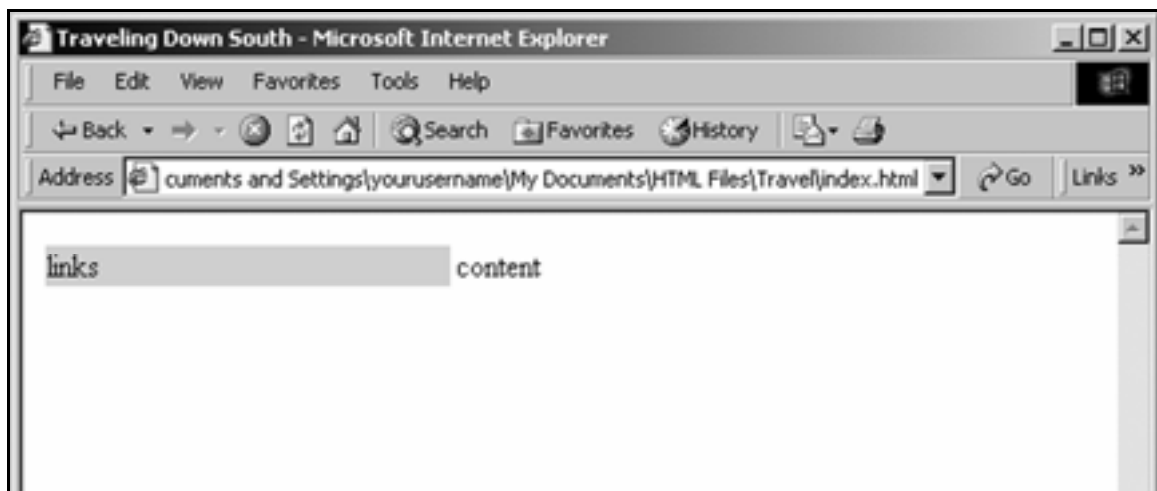 Traveling Down South - Microsoft Internet Explorer
File Edit View Favorites Tools Help
Back Search Favorites History
Address cuments and Settings\yourusername\My Documents\HTML Files\Travel\index.html Go Links »
links content